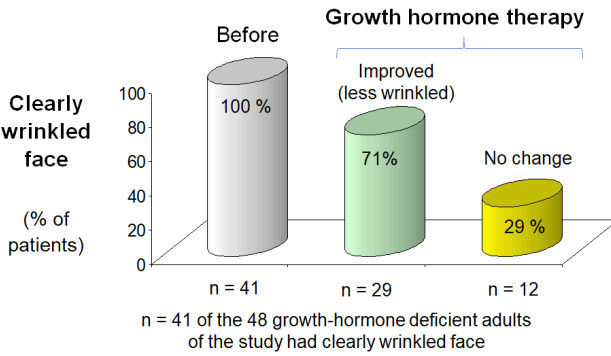 Growth hormone therapy
Before
Improved
(less wrinkled)
No change
Clearly
wrinkled
face
(% of
patients)
100
80
60
40
20
0
100 %
71%
29 %
n = 41
n = 29
n = 12
n = 41 of the 48 growth-hormone deficient adults
of the study had clearly wrinkled face